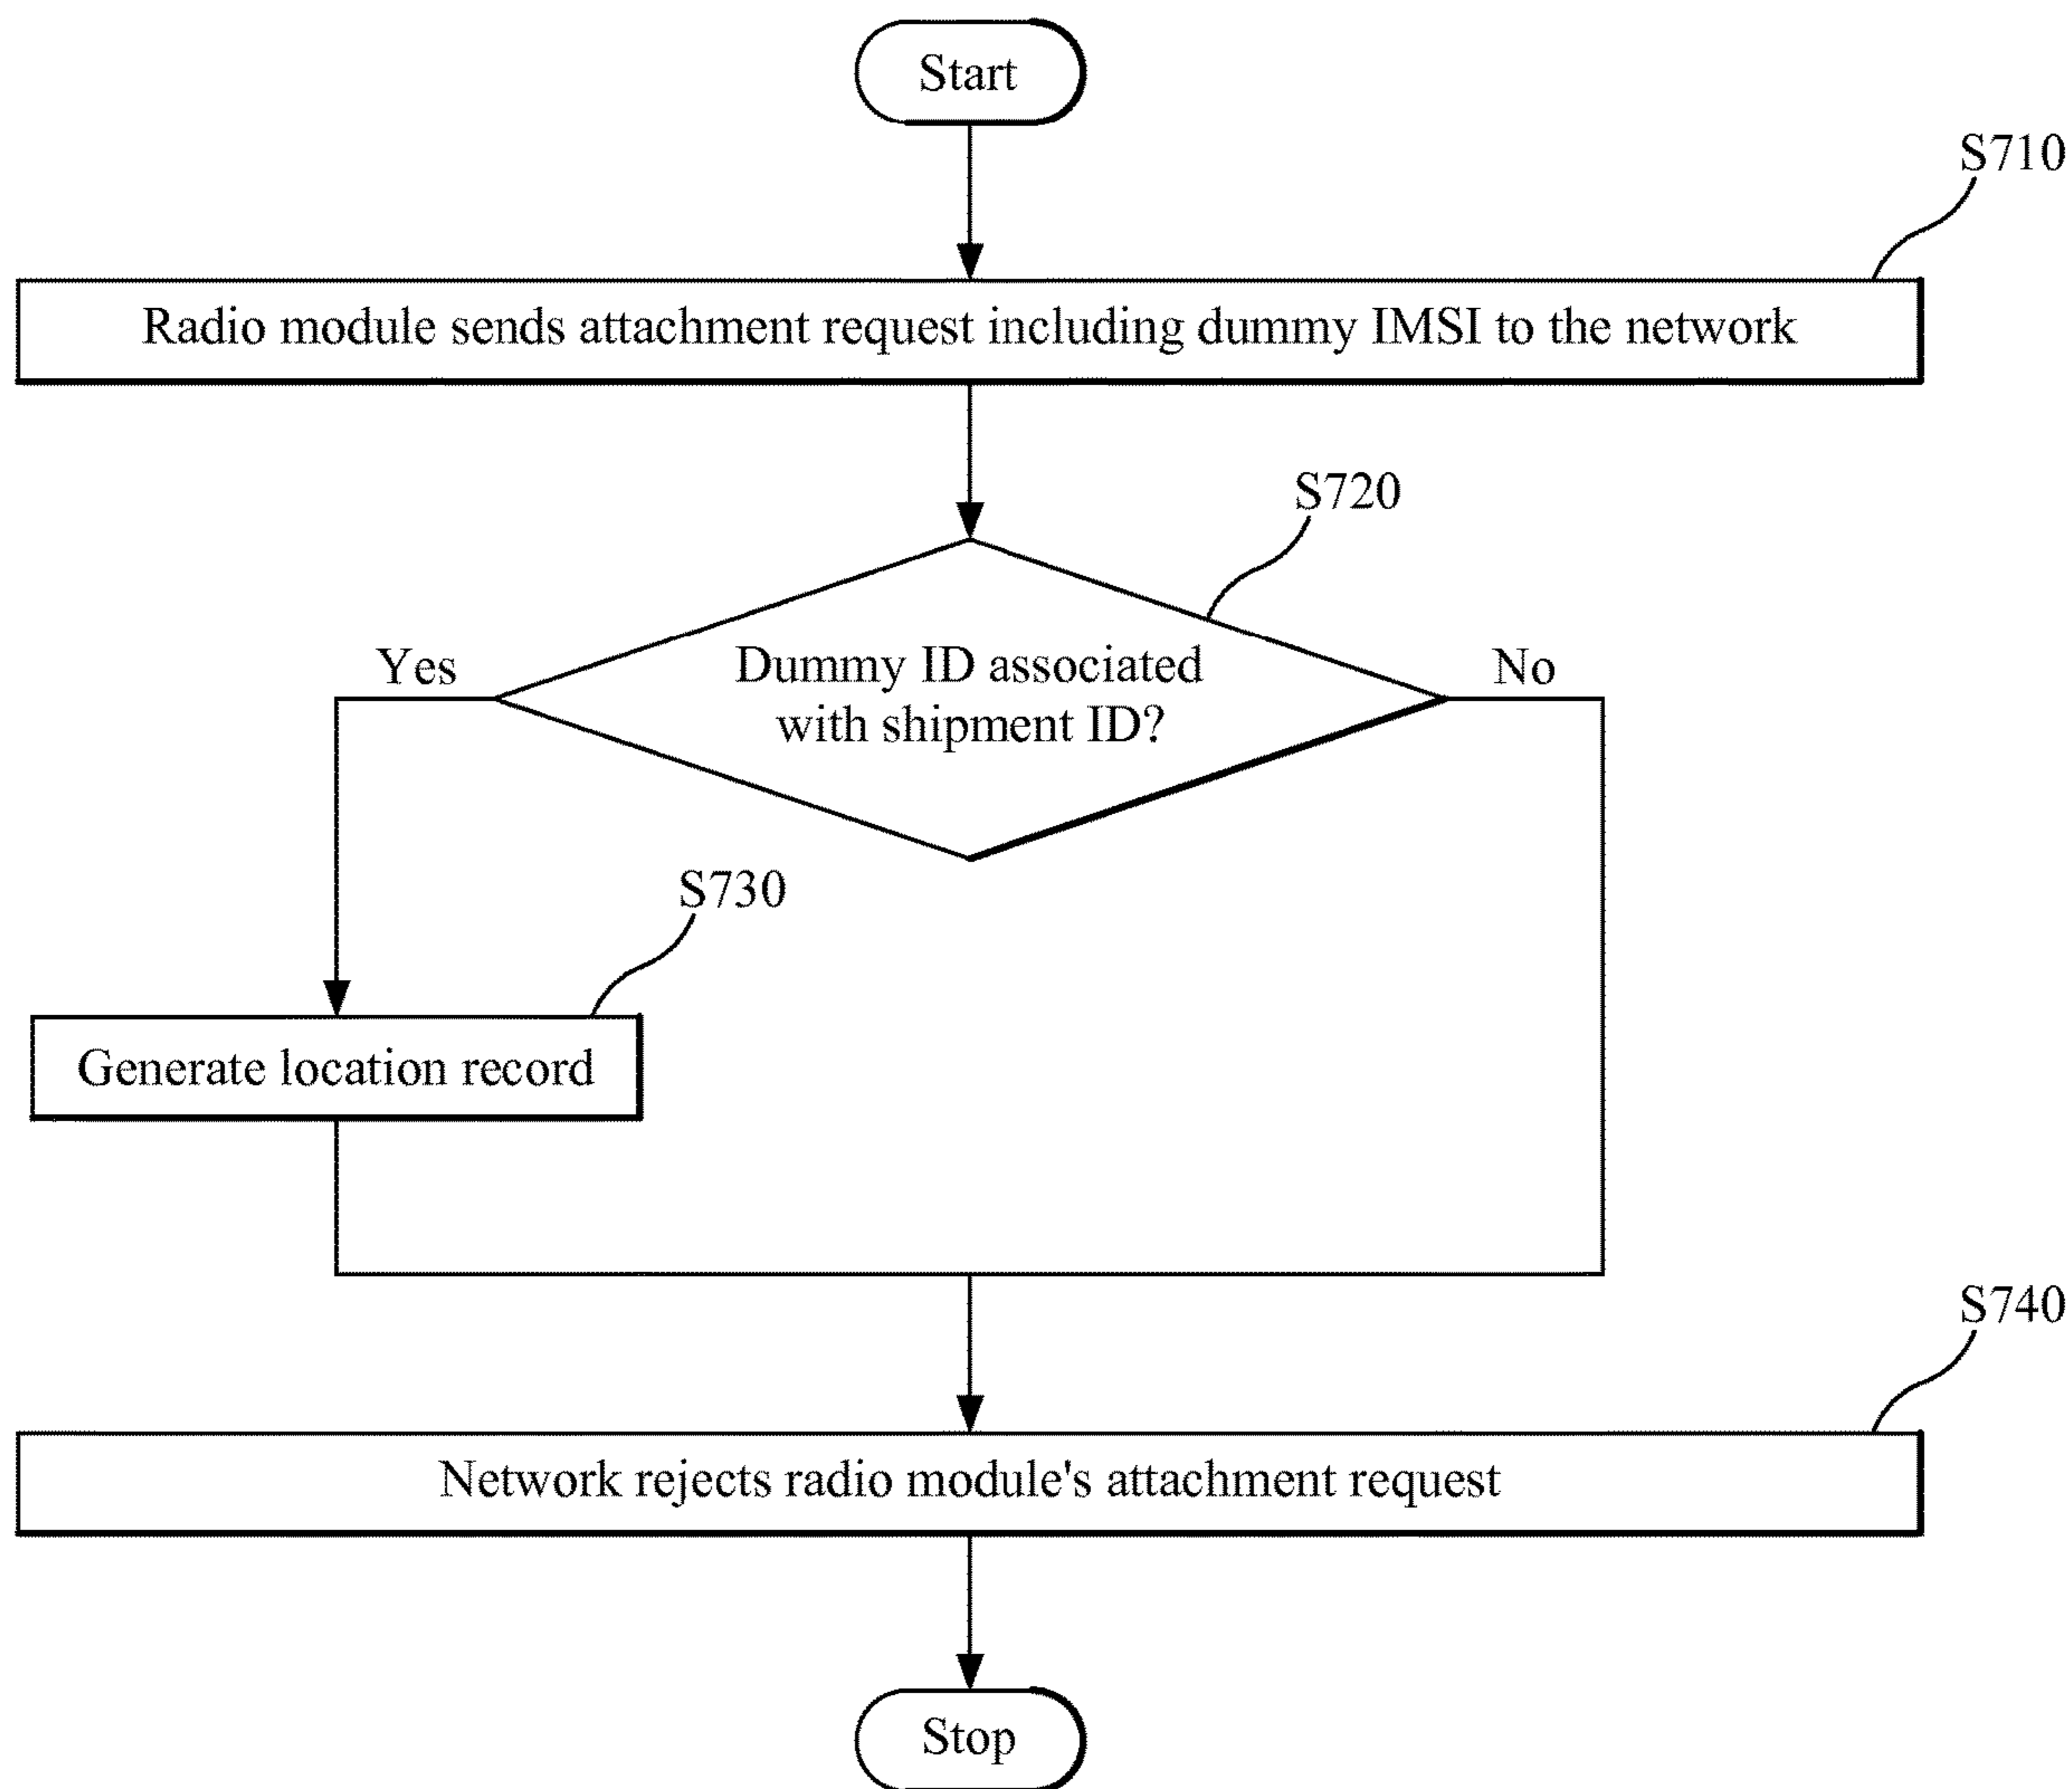 Start
S710
Radio module sends attachment request including dummy IMSI to the network
S720
Yes
Dummy ID associated
with shipment ID?
No
S730
Generate location record
S740
Network rejects radio module's attachment request
Stop